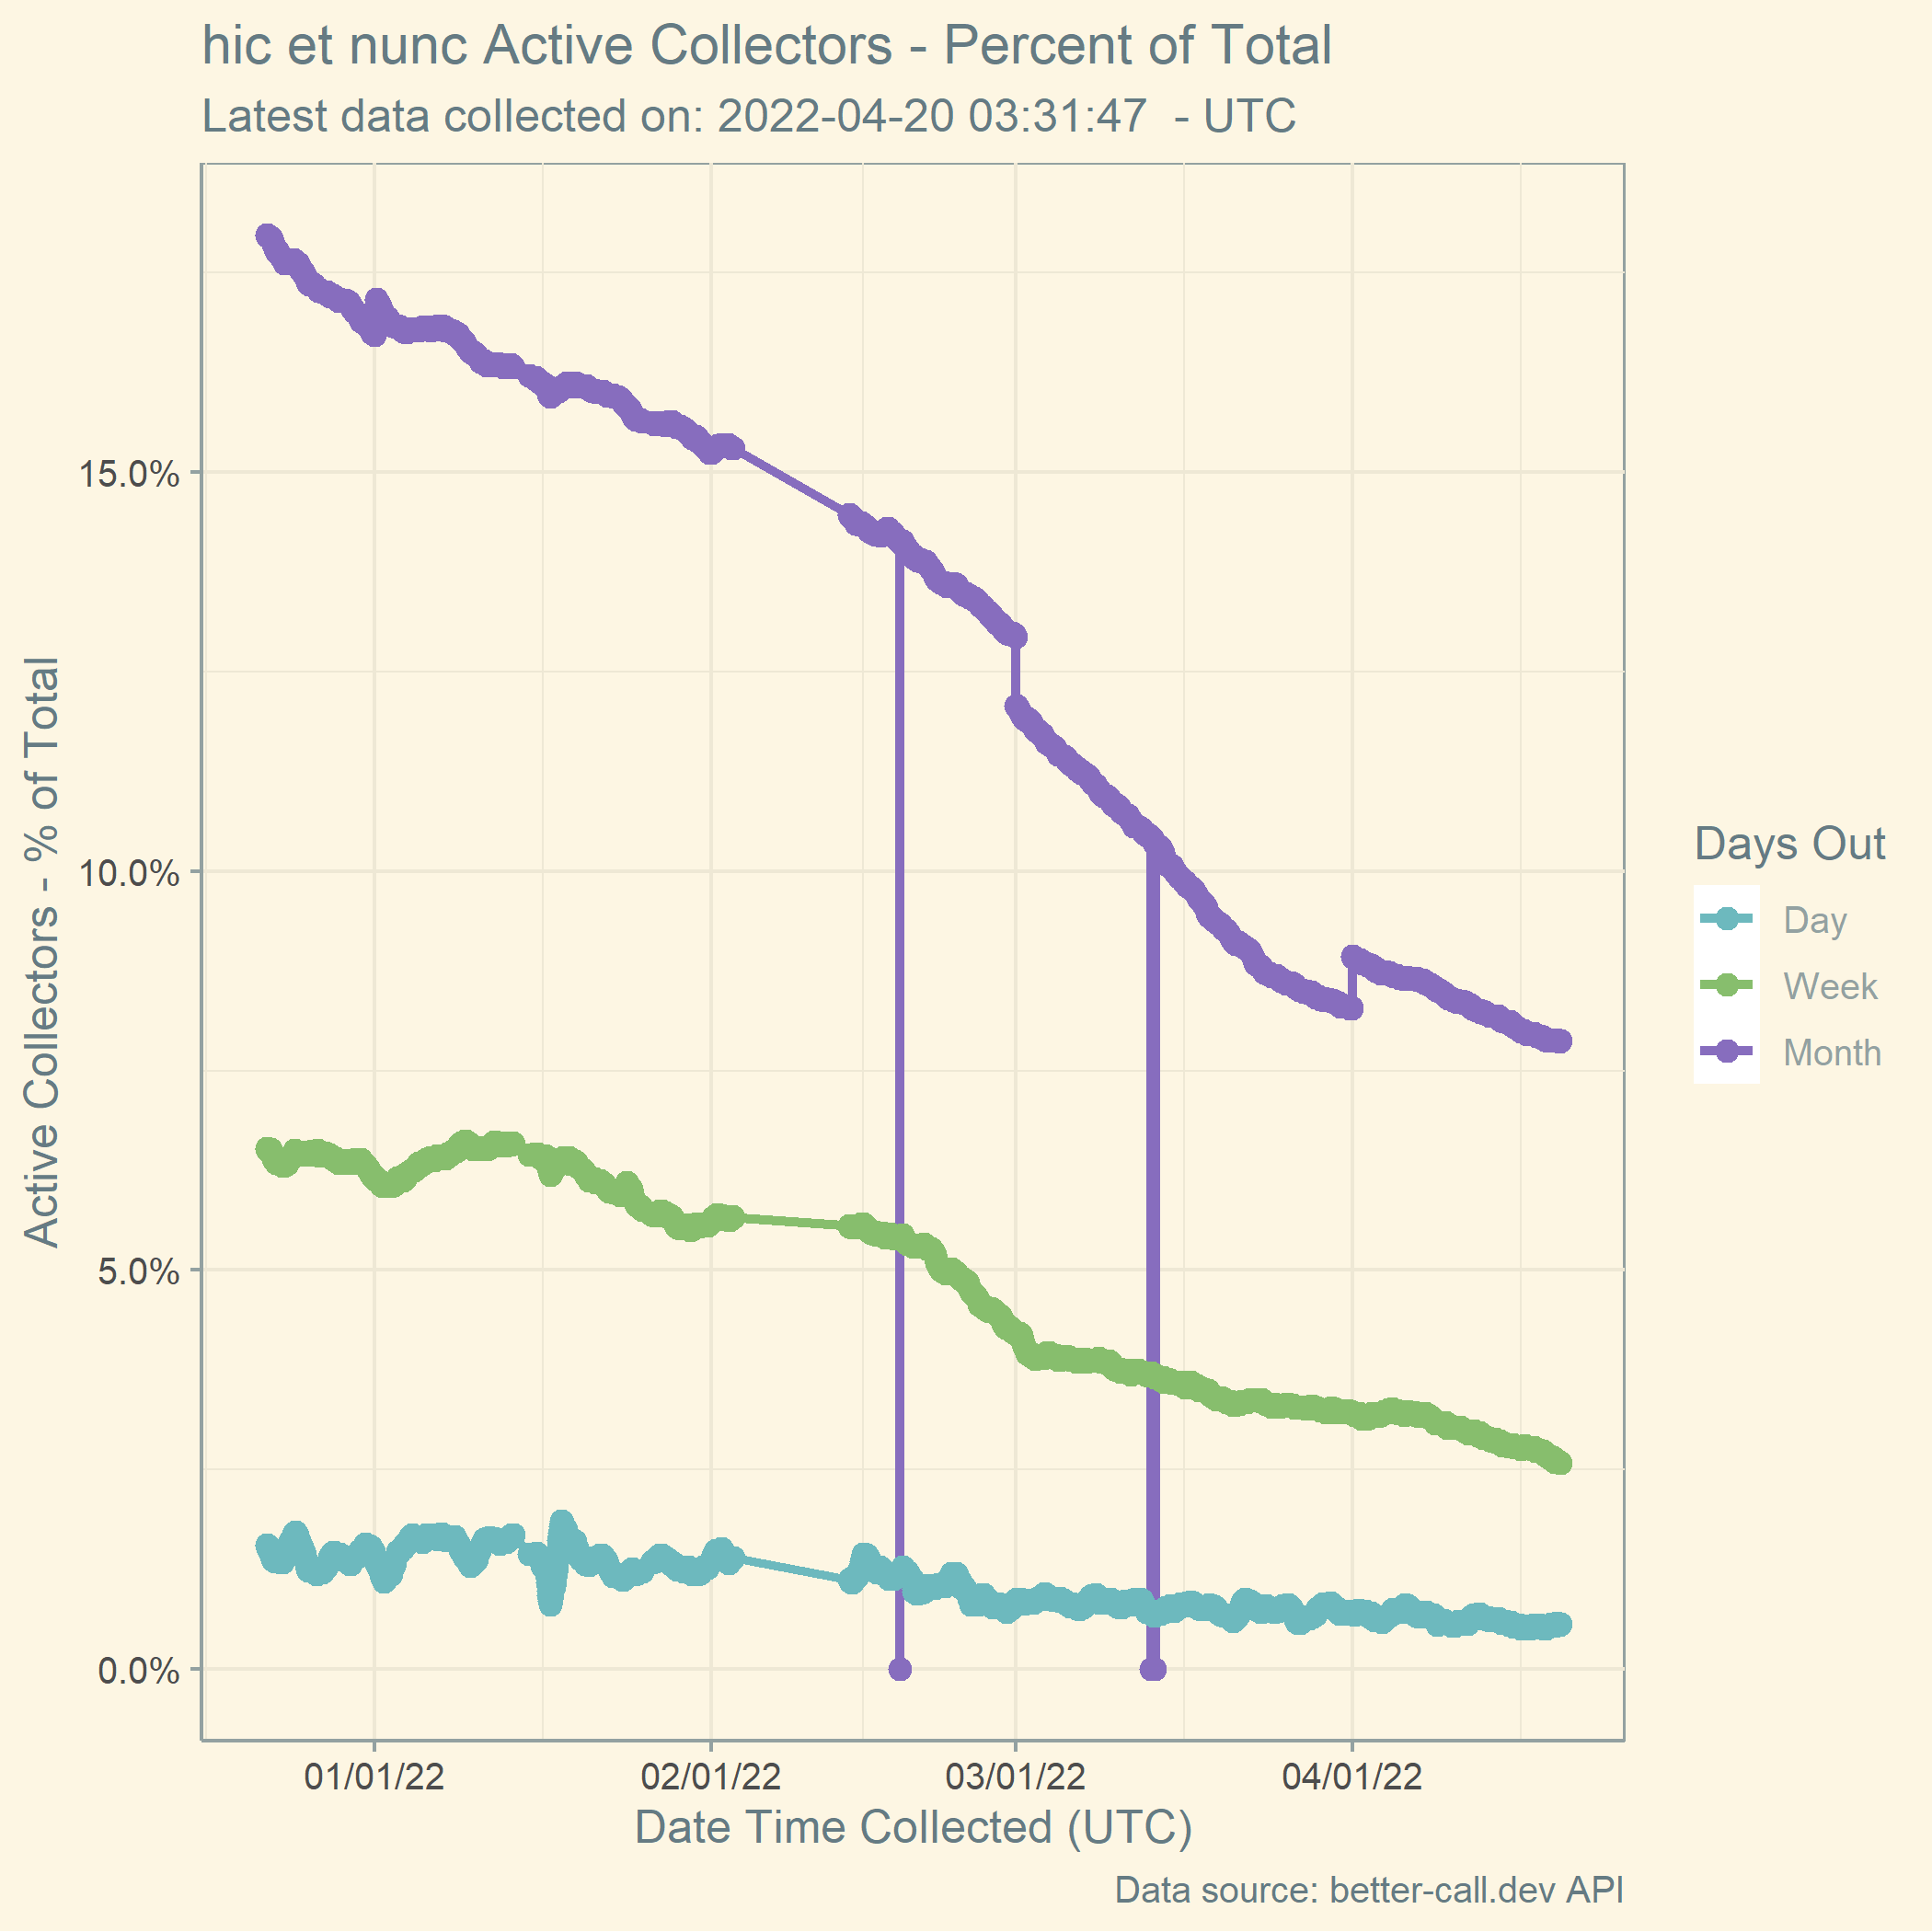 hic et nunc Active Collectors - Percent of Total
Latest data collected on: 2022-04-20 03:31:47  - UTC
Active Collectors - % of Total
15.0%
10.0%
5.0%
0.0%
01/01/22 02/01/22 03/01/22 04/01/22
Date Time Collected (UTC)
Days Out
Day
Week
Month
Data source: better-call.dev API